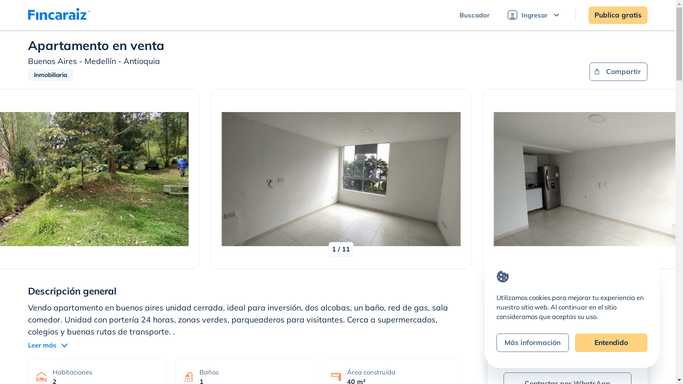 Fincaraiz
Buscador
Ingresar
Publica gratis
Apartamento en venta
Buenos Aires - Medellín - Antioquia
Inmobiliaria
Compartir
1 / 11
Descripción general
Vendo apartamento en buenos aires unidad cerrada, ideal para inversión, dos alcobas, un baño, red de gas, sala
comedor. Unidad con portería 24 horas, zonas verdes, parqueaderos para visitantes. Cerca a supermercados,
colegios y buenas rutas de transporte. .
Leer más
Habitaciones
2
Baños
1
Área construida
40 m²
Utilizamos cookies para mejorar tu experiencia en
nuestro sitio web. Al continuar en el sitio
consideramos que aceptas su uso.
Más información
Entendido
Contactar por WhatsApp